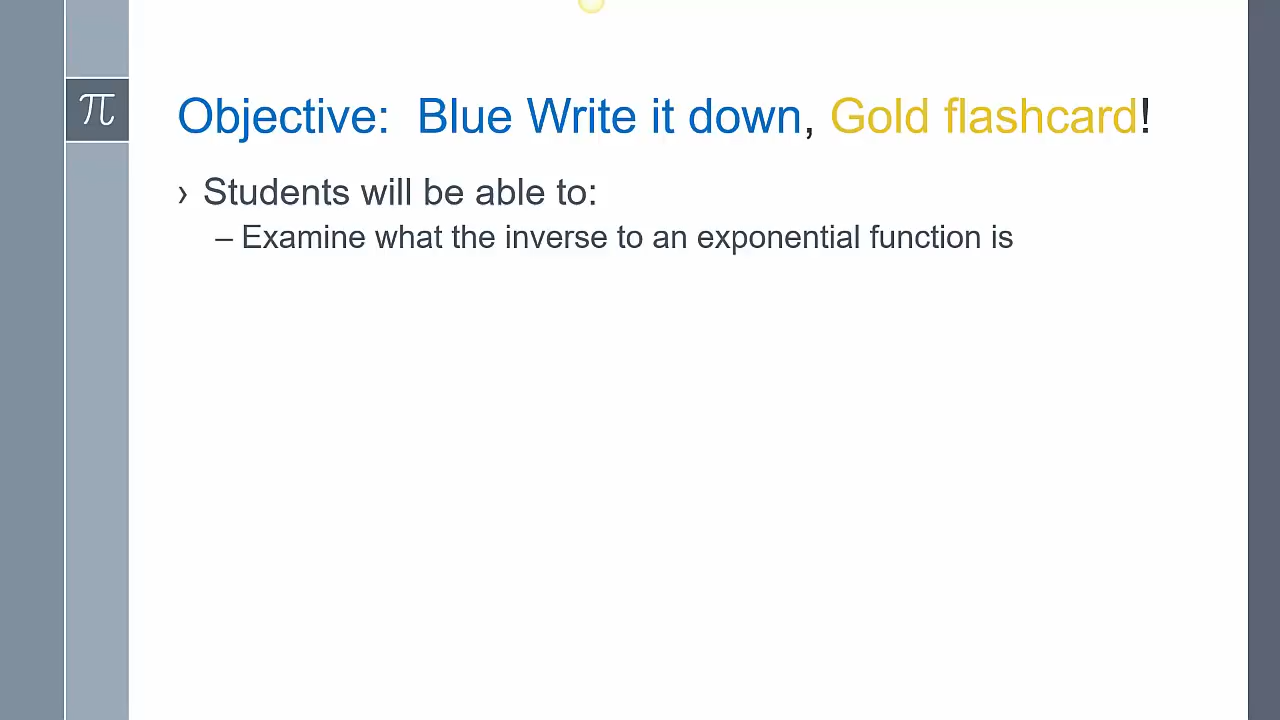 π
Objective:  Blue Write it down, Gold flashcard!
› Students will be able to:
– Examine what the inverse to an exponential function is